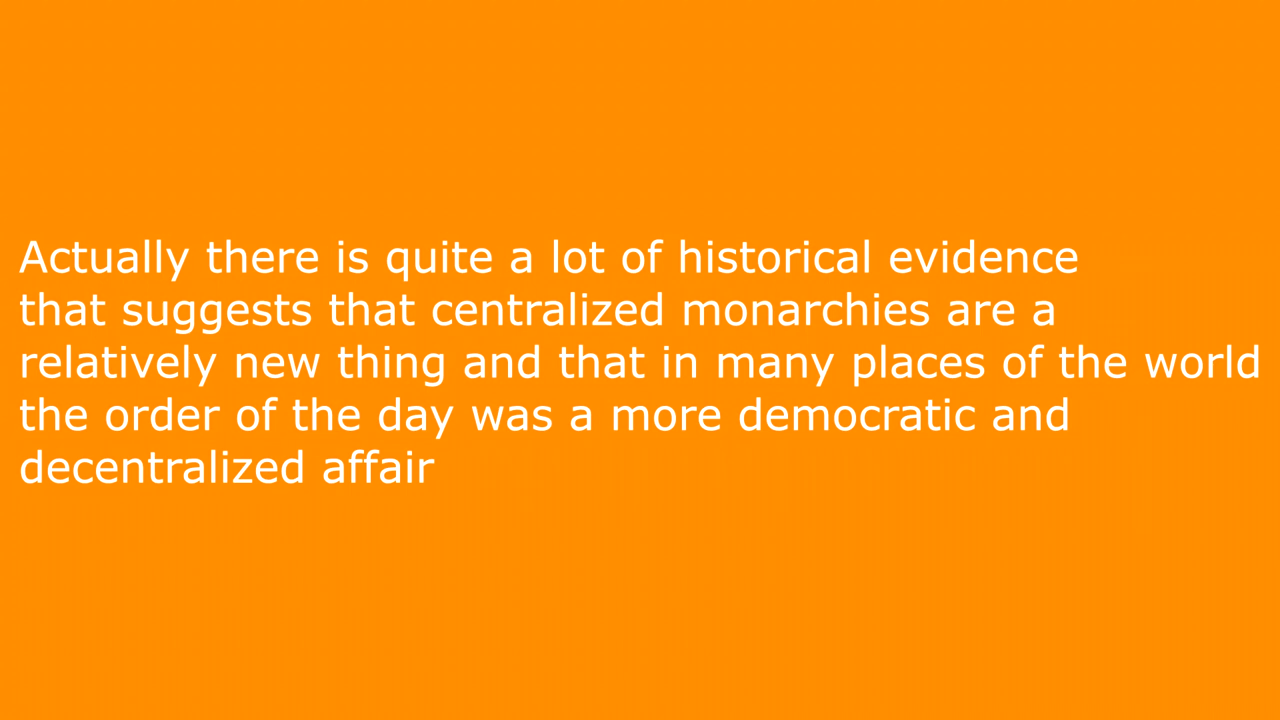 Actually there is quite a lot of historical evidence
that suggests that centralized monarchies are a
relatively new thing and that in many places of the world
the order of the day was a more democratic and
decentralized affair